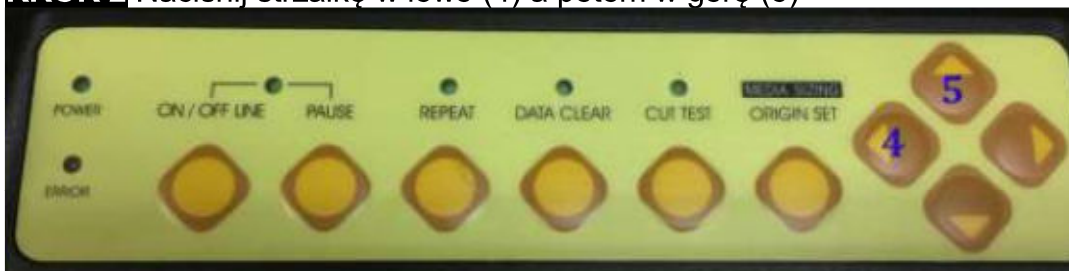 Naciśnij strzałkę w lewo (4) a potem w górę (5)
POWER
ON / OFF LINE
PAUSE
REPEAT
DATA CLEAR
CUT TEST
MEDIA SIZING
ORIGIN SET
5
4
ERROR